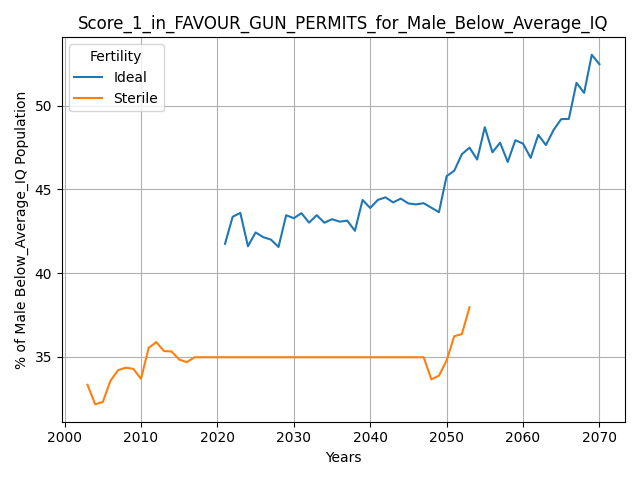 Score_1_in_FAVOUR_GUN_PERMITS_for_Male_Below_Average_IQ
Fertility
Ideal
Sterile
% of Male Below_Average_IQ Population
50
45
40
35
2000 2010 2020 2030 2040 2050 2060 2070
Years